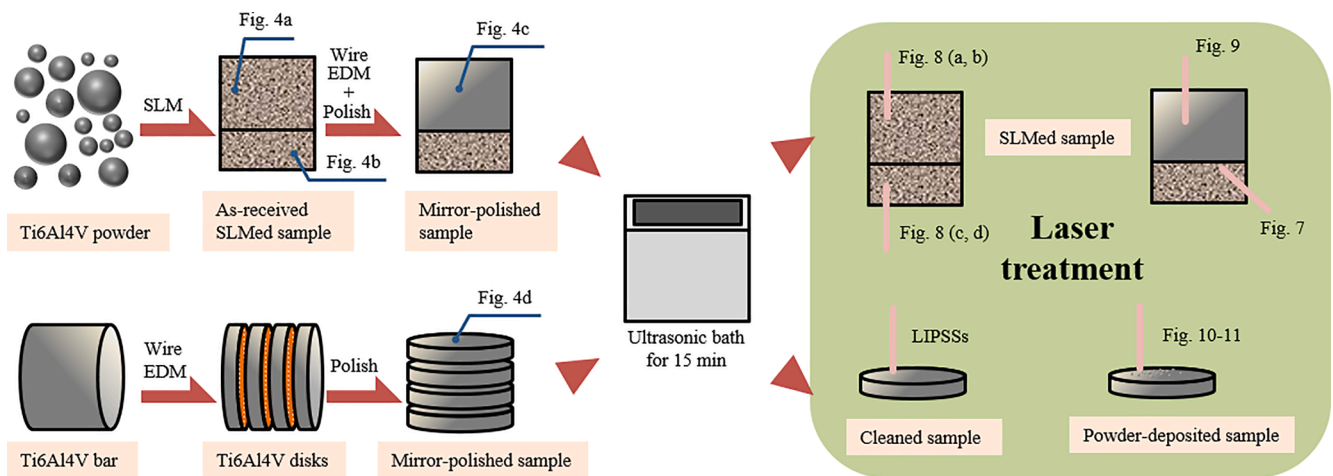 Fig. 4a
SLM
Wire
EDM
+
Polish
Fig. 4c
Fig. 4b
Ti6Al4V powder
As-received
SLMed sample
Mirror-polished
sample
Wire
EDM
Polish
Fig. 4d
Ti6Al4V bar
Ti6Al4V disks
Mirror-polished sample
Ultrasonic bath
for 15 min
Fig. 8 (a, b)
Fig. 9
SLMed sample
Fig. 8 (c, d)
Fig. 7
Laser
treatment
LIPSSs
Fig. 10-11
Cleaned sample
Powder-deposited sample